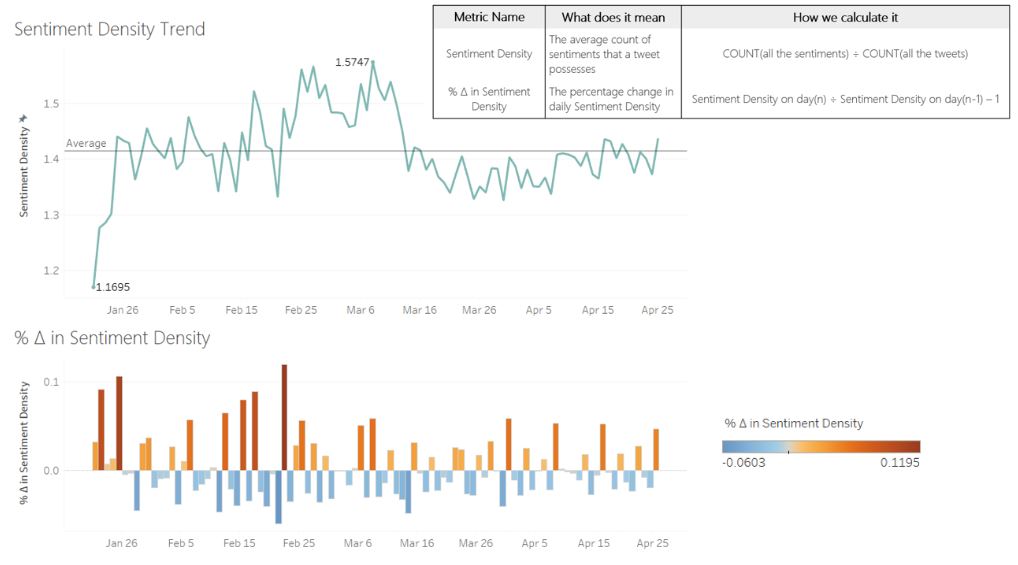 Sentiment Density Trend
Metric Name
What does it mean
How we calculate it
Sentiment Density
The average count of
sentiments that a tweet
possesses
COUNT(all the sentiments) ÷ COUNT(all the tweets)
% Δ in Sentiment
Density
The percentage change in
daily Sentiment Density
Sentiment Density on day(n) ÷ Sentiment Density on day(n-1) – 1
Sentiment Density
1.5
1.4
1.3
1.2
Average
1.5747
1.1695
Jan 26
Feb 5
Feb 15
Feb 25
Mar 6
Mar 16
Mar 26
Apr 5
Apr 15
Apr 25
% Δ in Sentiment Density
% Δ in Sentiment Density
0.1
0.0
Jan 26
Feb 5
Feb 15
Feb 25
Mar 6
Mar 16
Mar 26
Apr 5
Apr 15
Apr 25
% Δ in Sentiment Density
-0.0603
0.1195